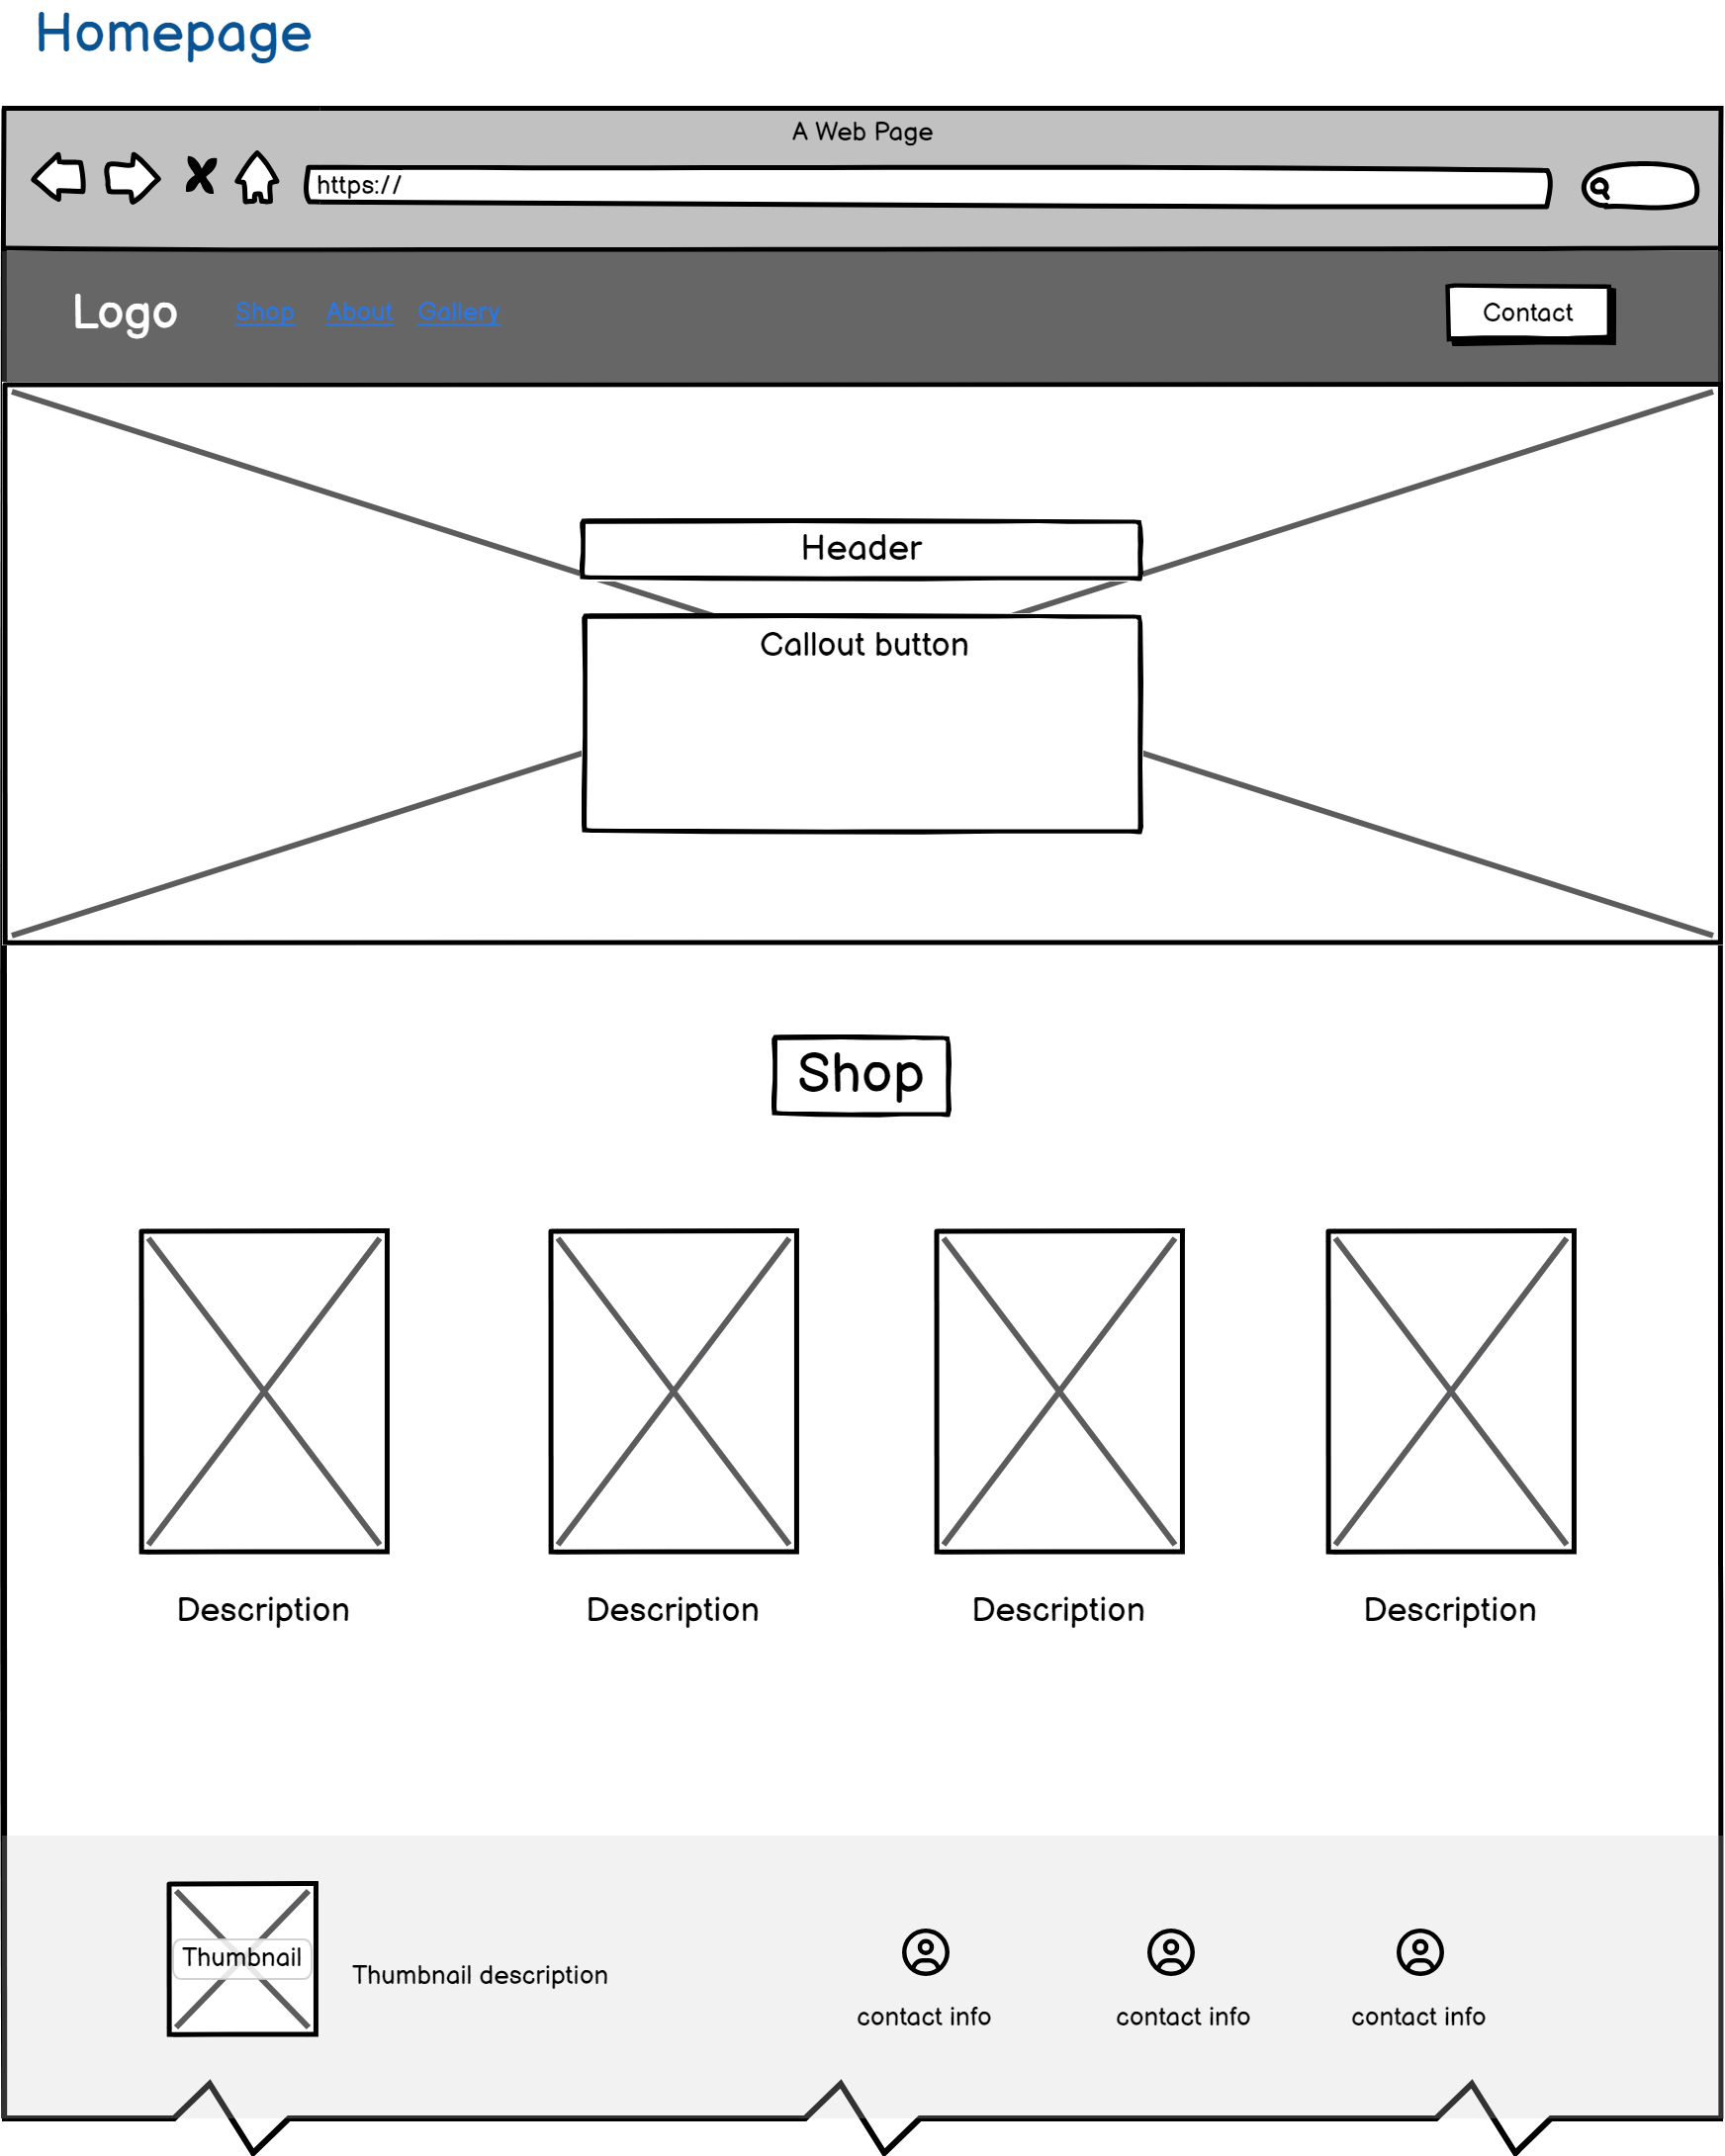 Homepage
A Web Page
https://
Logo Shop About Gallery Contact
Header
Callout button
Shop
Description Description Description Description
Thumbnail
Thumbnail description
contact info contact info contact info